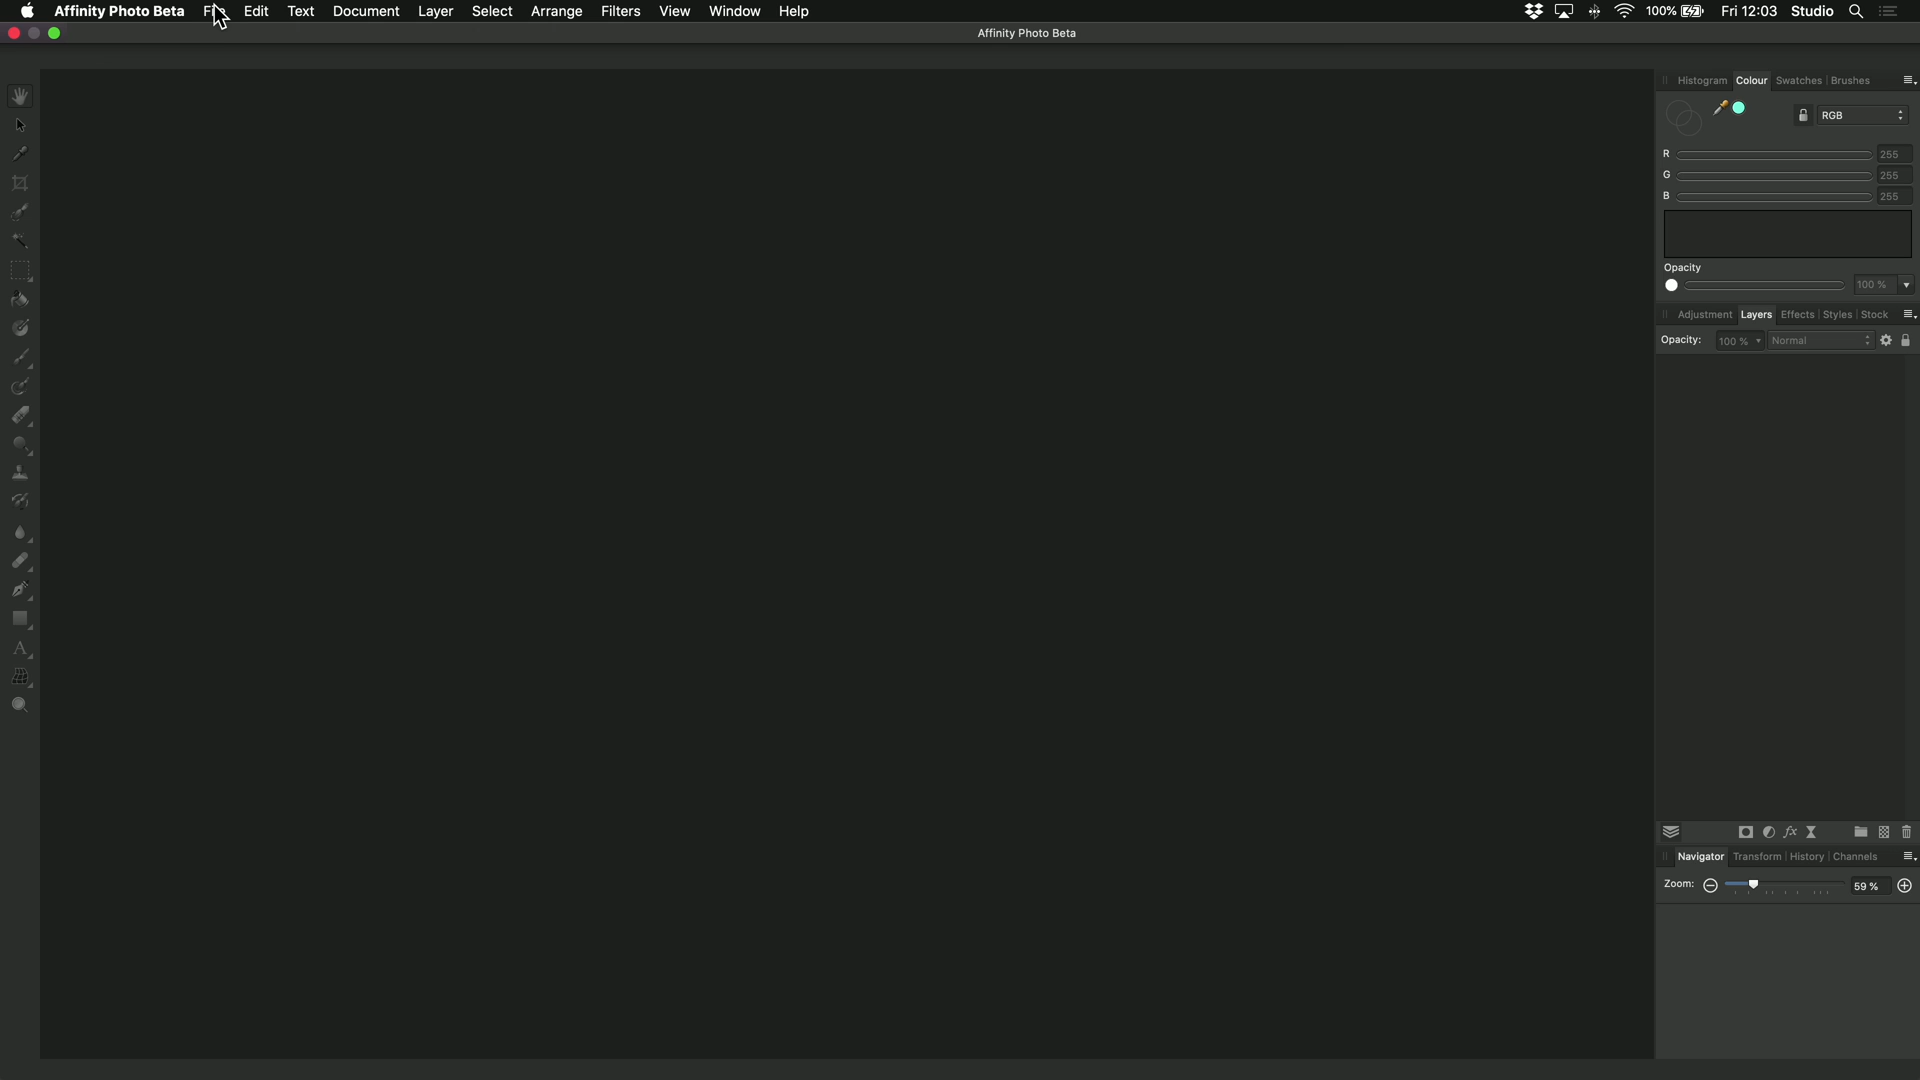 Affinity Photo Beta File Edit Text Document Layer Select Arrange Filters View Window Help 100% Fri 12:03 Studio
Affinity Photo Beta
Histogram Colour Swatches Brushes
RGB
R 255
G 255
B 255
Opacity
100 %
Adjustment Layers Effects Styles Stock
Opacity: 100 % Normal
fx
Navigator Transform History Channels
Zoom: 59 %
A